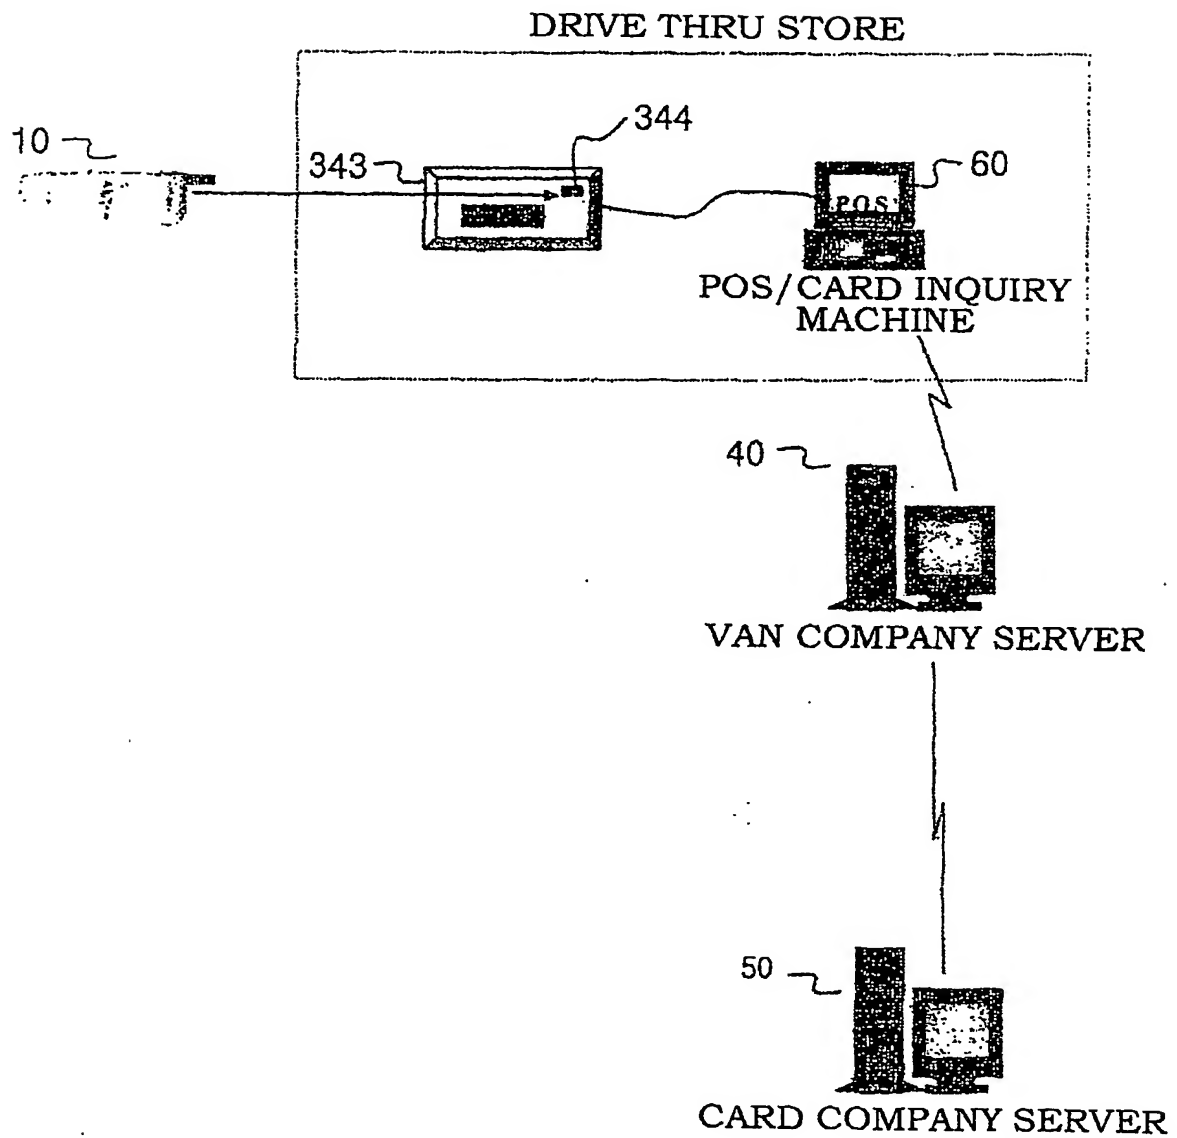 DRIVE THRU STORE
10
343
344
60
POS
POS/CARD INQUIRY
MACHINE
40
VAN COMPANY SERVER
50
CARD COMPANY SERVER